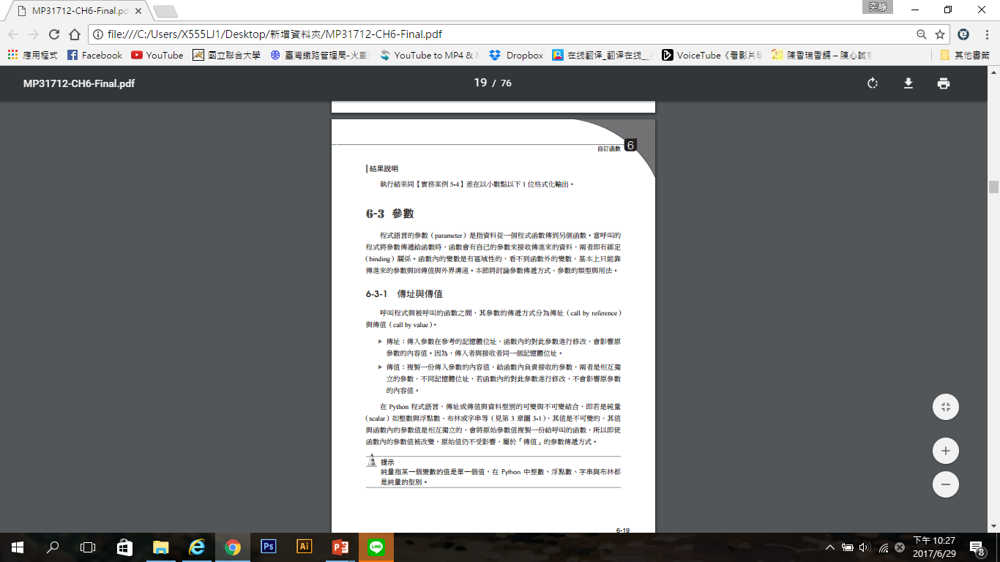 MP31712-CH6-Final.pd
奕靜
file:///C:/Users/X555LJ1/Desktop/新增資料夾/MP31712-CH6-Final.pdf
應用程式 Facebook YouTube 國立聯合大學 臺灣鐵路管理局-火車 YouTube to MP4 & Dropbox 在线翻译_翻译在线__ VoiceTube《看影片學 陳香瑞香舖 – 陳心誠 其他書籤
MP31712-CH6-Final.pdf 19 / 76
自訂函數 6
結果說明
執行結果同【實務案例 5-4】差在以小數點以下 1 位格式化輸出。
6-3 參數
程式語言的參數（parameter）是指資料從一個程式函數傳到另個函數。當呼叫的
程式將參數傳遞給函數時，函數會有自己的參數來接收傳進來的資料，兩者即有綁定
（binding）關係。函數內的變數是有區域性的，看不到函數外的變數，基本上只能靠
傳進來的參數與回傳值與外界溝通。本節將討論參數傳遞方式、參數的類型與用法。
6-3-1 傳址與傳值
呼叫程式與被呼叫的函數之間，其參數的傳遞方式分為傳址（call by reference）
與傳值（call by value）。
▶ 傳址：傳入參數在參考的記憶體位址，函數內的對此參數進行修改，會影響原
參數的內容值。因為，傳入者與接收者同一個記憶體位址。
▶ 傳值：複製一份傳入參數的內容值，給函數內負責接收的參數，兩者是相互獨
立的參數，不同記憶體位址，若函數內的對此參數進行修改，不會影響原參數
的內容值。
在 Python 程式語言，傳址或傳值與資料型別的可變與不可變結合，即若是純量
（scalar）如整數與浮點數、布林或字串等（見第 3 章圖 3-1），其值是不可變的，其值
與函數內的參數值是相互獨立的，會將原始參數值複製一份給呼叫的函數，所以即使
函數內的參數值被改變，原始值仍不受影響，屬於「傳值」的參數傳遞方式。
提示
純量指某一個變數的值是單一個值，在 Python 中整數、浮點數、字串與布林都
是純量的型別。
6-19
Ps Ai LINE
下午 10:27
2017/6/29
8